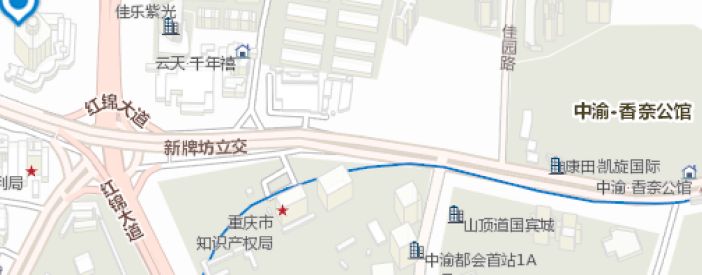 佳乐紫光
云天·千年禧
佳园路
红锦大道
中渝-香奈公馆
新牌坊立交
康田凯旋国际
利局
红锦大道
中渝·香奈公馆
重庆市
知识产权局
山顶道国宾城
中渝都会首站1A